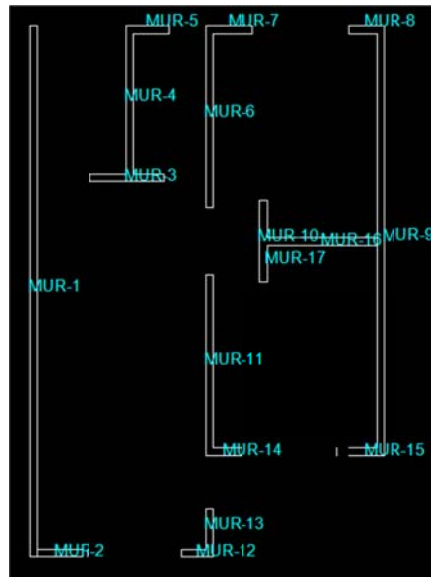 MUR-5 MUR-7 MUR-8
MUR-4
MUR-6
MUR-3
MUR 10 MUR-16 MUR-9
MUR-17
MUR-1
MUR-11
MUR-14 MUR-15
MUR-13
MUR-2 MUR-12